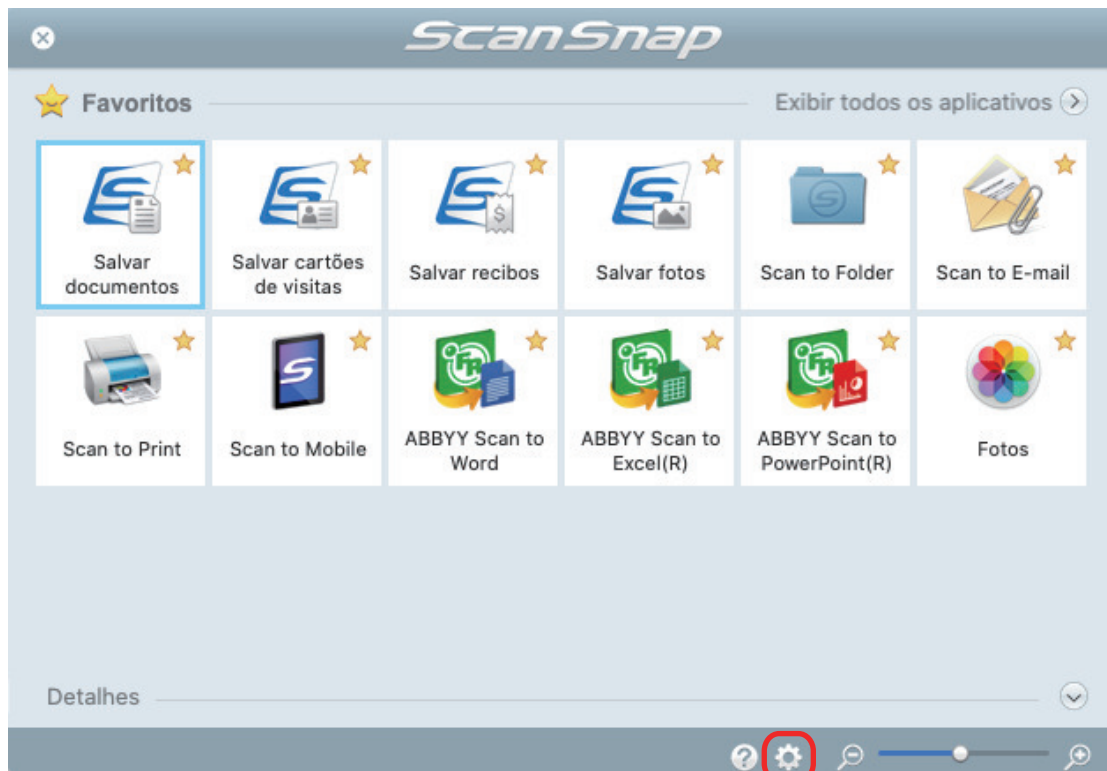 ScanSnap
Favoritos
Exibir todos os aplicativos
Salvar
documentos
Salvar cartões
de visitas
Salvar recibos
Salvar fotos
Scan to Folder
Scan to E-mail
Scan to Print
Scan to Mobile
ABBYY Scan to
Word
ABBYY Scan to
Excel(R)
ABBYY Scan to
PowerPoint(R)
Fotos
Detalhes